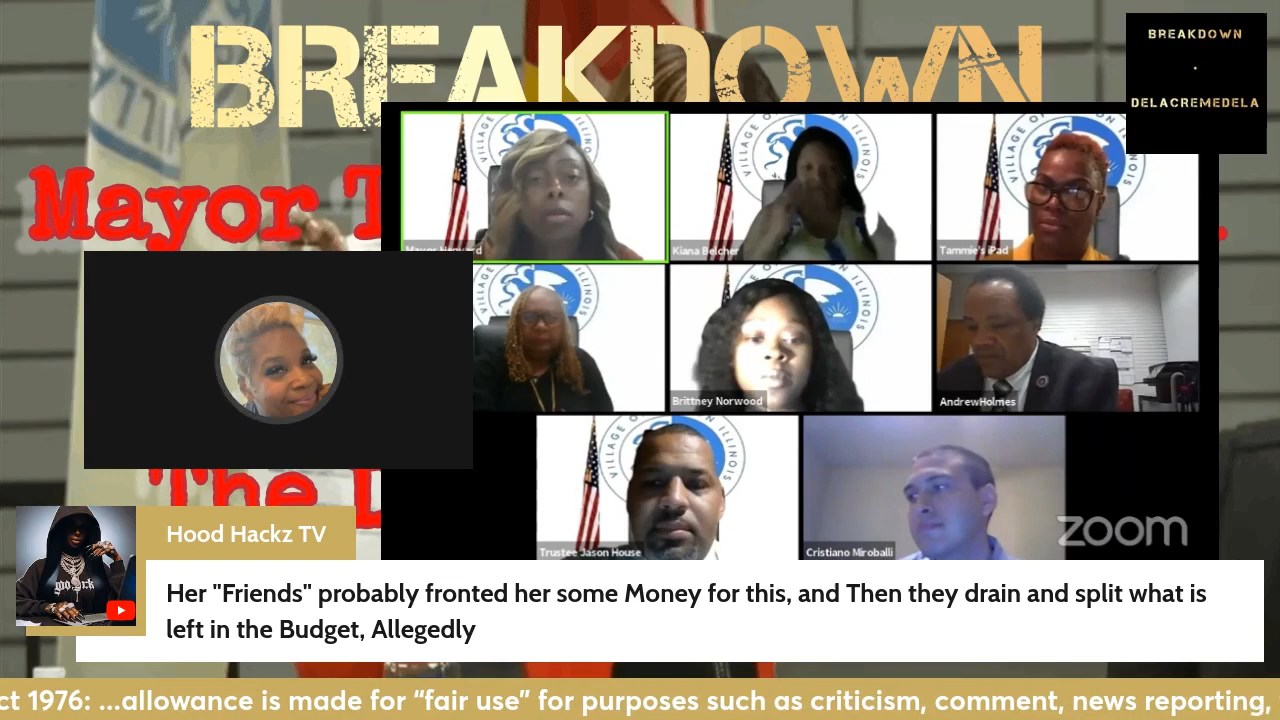 BREAKDOWN
BREAKDOWN
DELACREMEDELA
Mayor T
Kiana Belcher
Tammie's iPad
Brittney Norwood
AndrewHolmes
The
Trustee Jason House
Cristiano Miroballi
zoom
Hood Hackz TV
Her "Friends" probably fronted her some Money for this, and Then they drain and split what is
left in the Budget, Allegedly
ct 1976: ...allowance is made for “fair use” for purposes such as criticism, comment, news reporting,